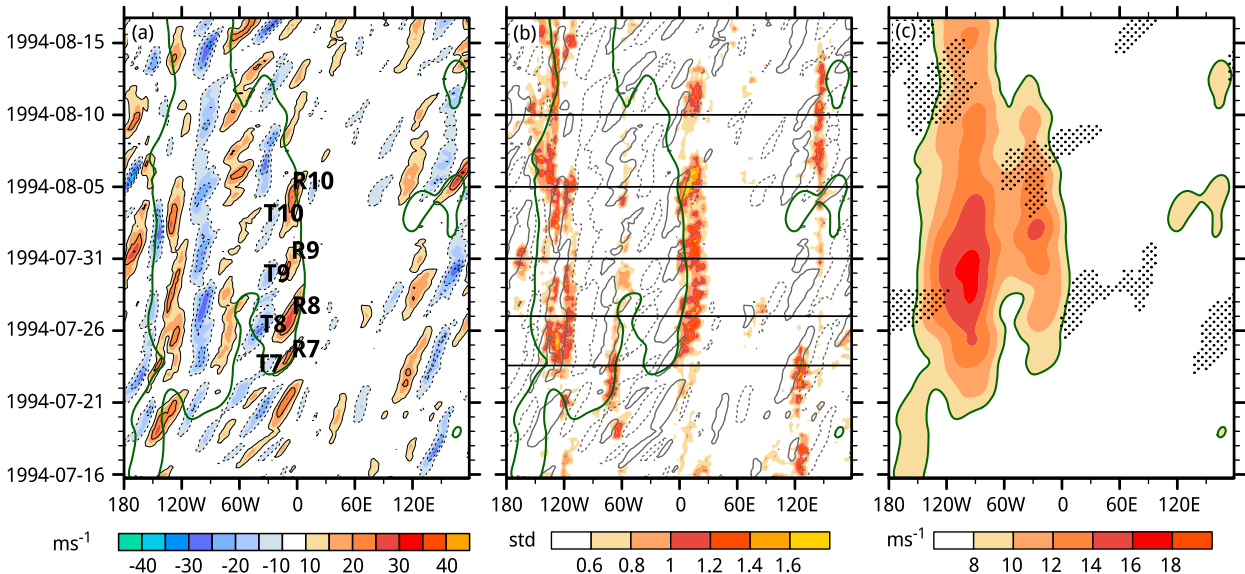 (a) (b) (c)
1994-08-15
1994-08-10
1994-08-05
1994-07-31
1994-07-26
1994-07-21
1994-07-16
R10
T10
R9
T9
R8
T8
R7
T7
180 120W 60W 0 60E 120E
180 120W 60W 0 60E 120E
180 120W 60W 0 60E 120E
ms-1
-40 -30 -20 -10 10 20 30 40
std
0.6 0.8 1 1.2 1.4 1.6
ms-1
8 10 12 14 16 18